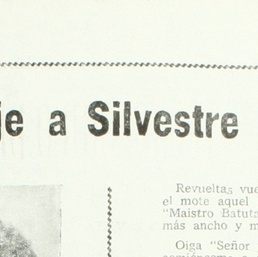 je a Silvestre
Revueltas vue
el mote aquel
"Maistro Batuta
más ancho y m
Oiga "Señor